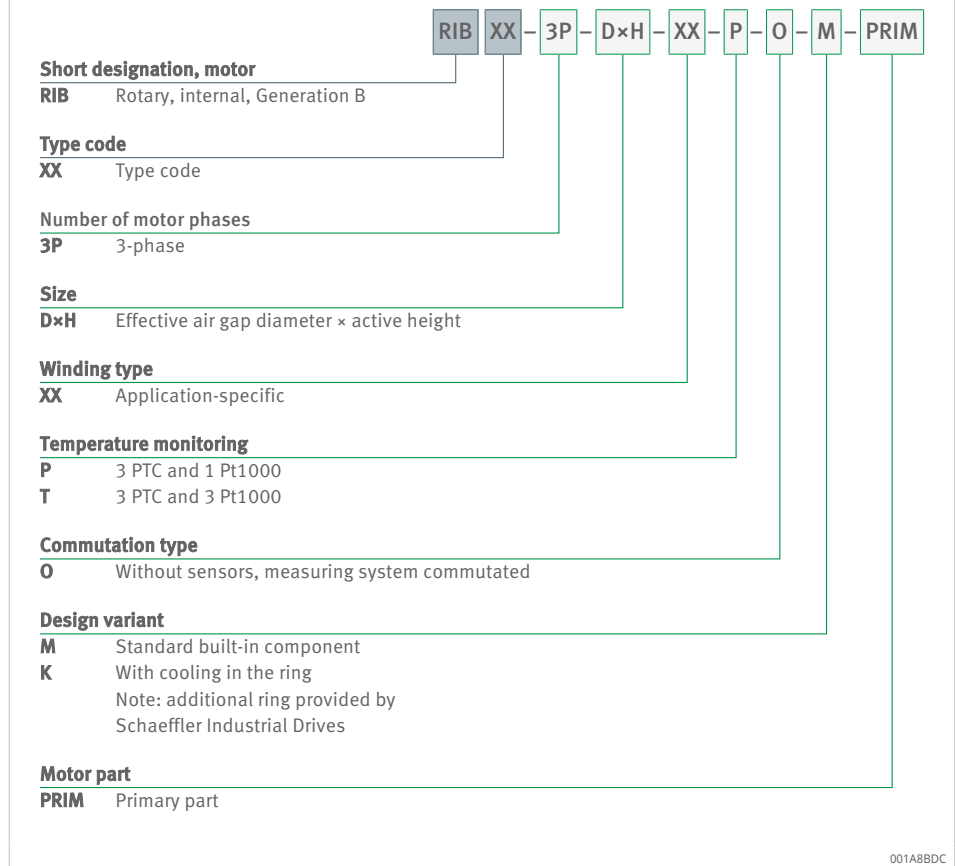 RIB XX – 3P – D×H – XX – P – O – M – PRIM
Short designation, motor
RIB Rotary, internal, Generation B
Type code
XX Type code
Number of motor phases
3P 3-phase
Size
D×H Effective air gap diameter × active height
Winding type
XX Application-specific
Temperature monitoring
P 3 PTC and 1 Pt1000
T 3 PTC and 3 Pt1000
Commutation type
O Without sensors, measuring system commutated
Design variant
M Standard built-in component
K With cooling in the ring
Note: additional ring provided by
Schaeffler Industrial Drives
Motor part
PRIM Primary part
001A8BDC